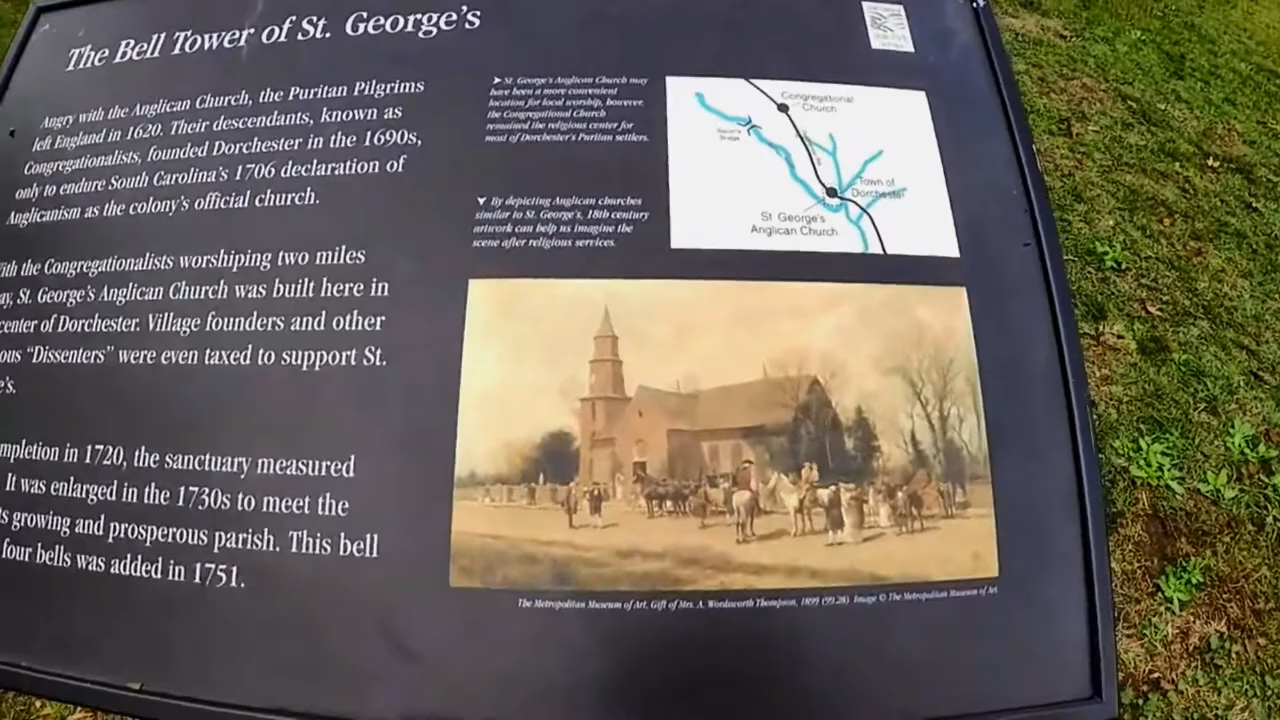 The Bell Tower of St. George's
Angry with the Anglican Church, the Puritan Pilgrims
left England in 1620. Their descendants, known as
Congregationalists, founded Dorchester in the 1690s,
only to endure South Carolina's 1706 declaration of
Anglicanism as the colony's official church.
ith the Congregationalists worshiping two miles
ay, St. George's Anglican Church was built here in
center of Dorchester. Village founders and other
ous "Dissenters" were even taxed to support St.
e's.
mpletion in 1720, the sanctuary measured
It was enlarged in the 1730s to meet the
s growing and prosperous parish. This bell
four bells was added in 1751.
➤ St. George's Anglican Church may
have been a more convenient
location for local worship, however,
the Congregational Church
remained the religious center for
most of Dorchester's Puritan settlers.
▼ By depicting Anglican churches
similar to St. George's, 18th century
artwork can help us imagine the
scene after religious services.
Congregational
Church
Bridge
Town of
Dorchester
St George's
Anglican Church
The Metropolitan Museum of Art, Gift of Mrs. A. Wordsworth Thompson, 1899 (99.28) Image © The Metropolitan Museum of Art